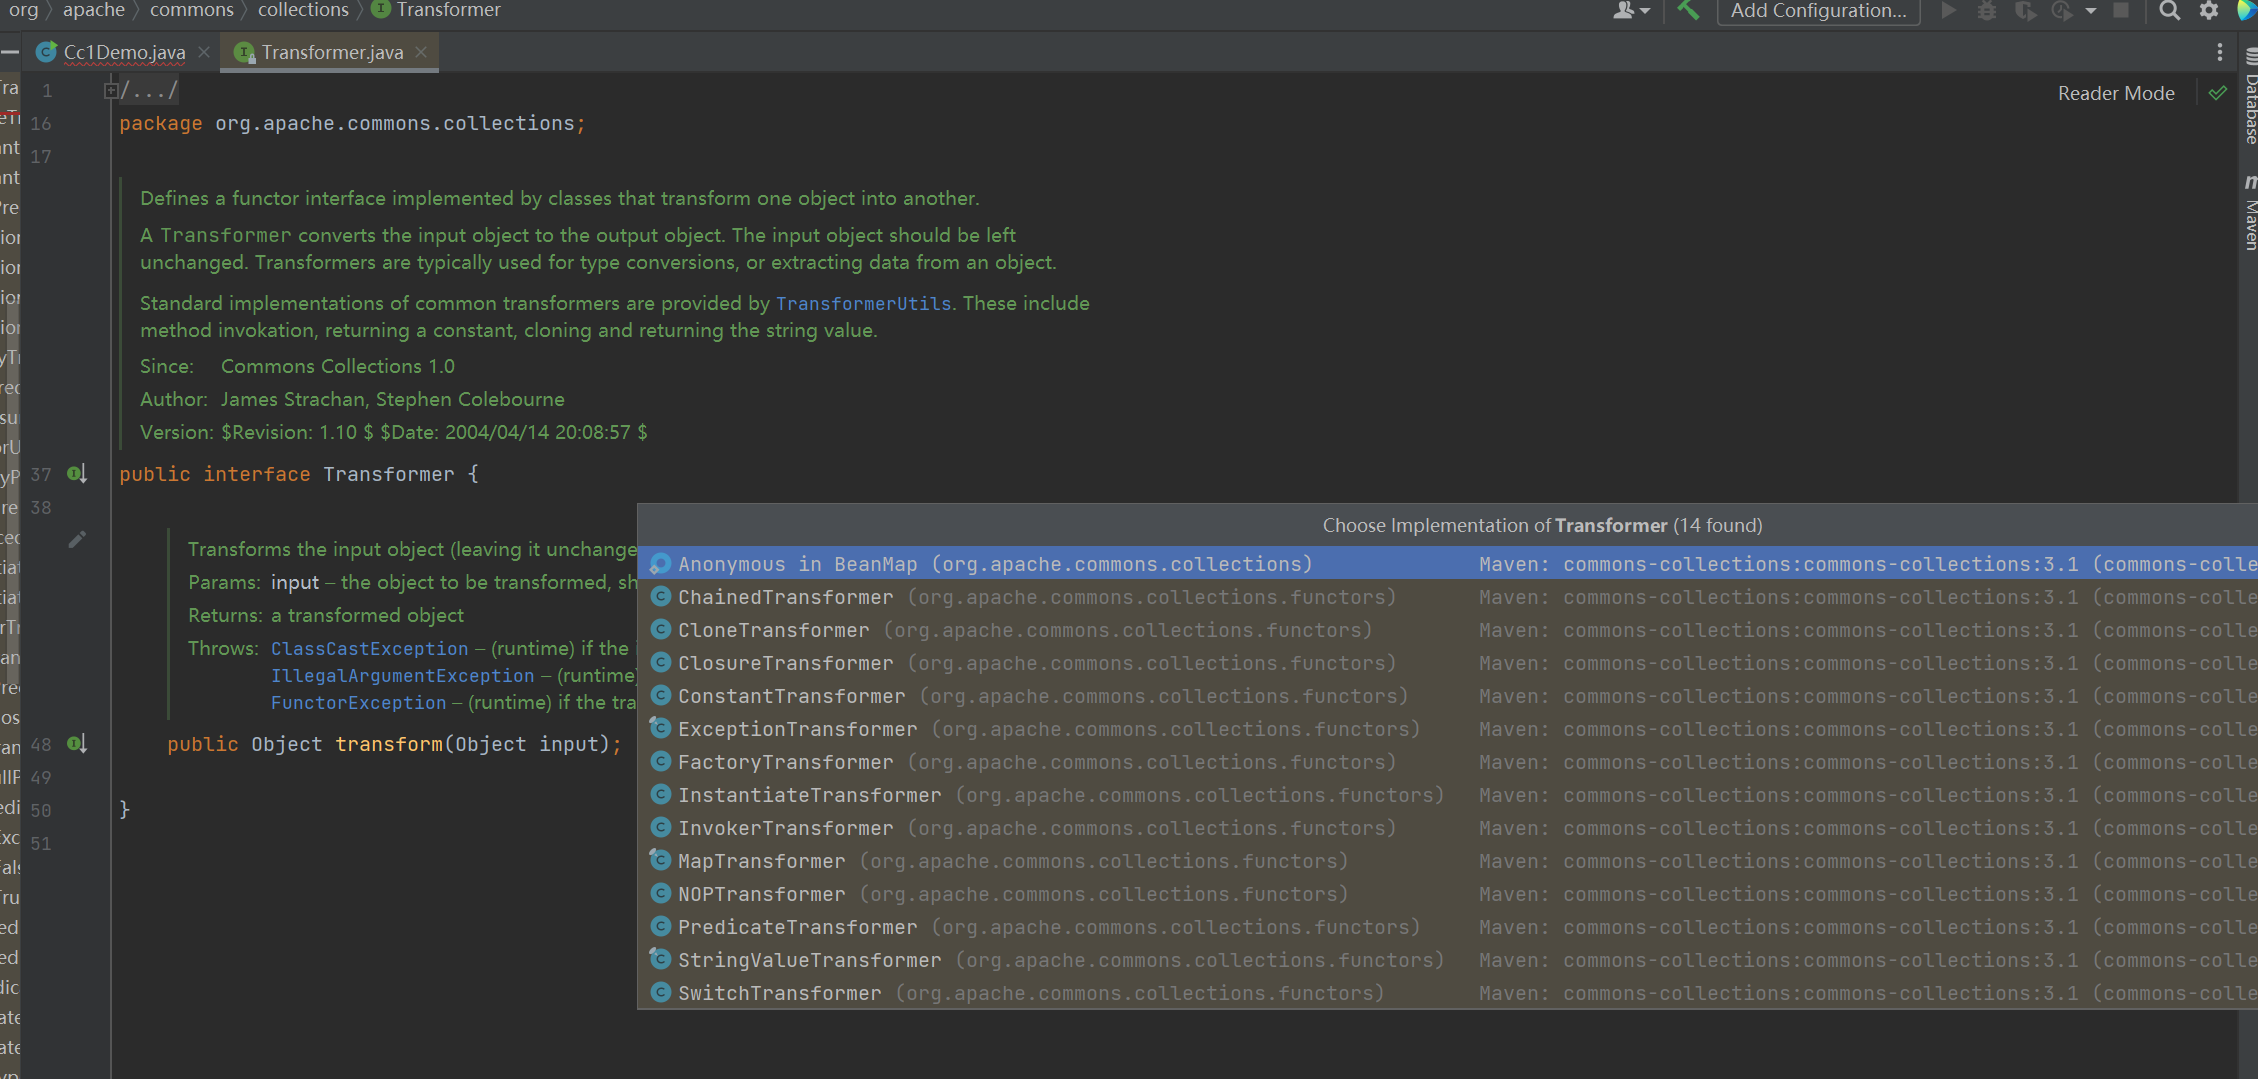 org apache commons collections Transformer
Add Configuration...
Cc1Demo.java Transformer.java
Reader Mode
Database
Maven
1 /.../
16 package org.apache.commons.collections;
17
Defines a functor interface implemented by classes that transform one object into another.
A Transformer converts the input object to the output object. The input object should be left
unchanged. Transformers are typically used for type conversions, or extracting data from an object.
Standard implementations of common transformers are provided by TransformerUtils. These include
method invokation, returning a constant, cloning and returning the string value.
Since: Commons Collections 1.0
Author: James Strachan, Stephen Colebourne
Version: $Revision: 1.10 $ $Date: 2004/04/14 20:08:57 $
37 public interface Transformer {
38
Transforms the input object (leaving it unchange
Params: input – the object to be transformed, sh
Returns: a transformed object
Throws: ClassCastException – (runtime) if the i
IllegalArgumentException – (runtime)
FunctorException – (runtime) if the tra
48 public Object transform(Object input);
49
50 }
51
Choose Implementation of Transformer (14 found)
Anonymous in BeanMap (org.apache.commons.collections) Maven: commons-collections:commons-collections:3.1 (commons-colle
ChainedTransformer (org.apache.commons.collections.functors) Maven: commons-collections:commons-collections:3.1 (commons-colle
CloneTransformer (org.apache.commons.collections.functors) Maven: commons-collections:commons-collections:3.1 (commons-colle
ClosureTransformer (org.apache.commons.collections.functors) Maven: commons-collections:commons-collections:3.1 (commons-colle
ConstantTransformer (org.apache.commons.collections.functors) Maven: commons-collections:commons-collections:3.1 (commons-colle
ExceptionTransformer (org.apache.commons.collections.functors) Maven: commons-collections:commons-collections:3.1 (commons-colle
FactoryTransformer (org.apache.commons.collections.functors) Maven: commons-collections:commons-collections:3.1 (commons-colle
InstantiateTransformer (org.apache.commons.collections.functors) Maven: commons-collections:commons-collections:3.1 (commons-colle
InvokerTransformer (org.apache.commons.collections.functors) Maven: commons-collections:commons-collections:3.1 (commons-colle
MapTransformer (org.apache.commons.collections.functors) Maven: commons-collections:commons-collections:3.1 (commons-colle
NOPTransformer (org.apache.commons.collections.functors) Maven: commons-collections:commons-collections:3.1 (commons-colle
PredicateTransformer (org.apache.commons.collections.functors) Maven: commons-collections:commons-collections:3.1 (commons-colle
StringValueTransformer (org.apache.commons.collections.functors) Maven: commons-collections:commons-collections:3.1 (commons-colle
SwitchTransformer (org.apache.commons.collections.functors) Maven: commons-collections:commons-collections:3.1 (commons-colle